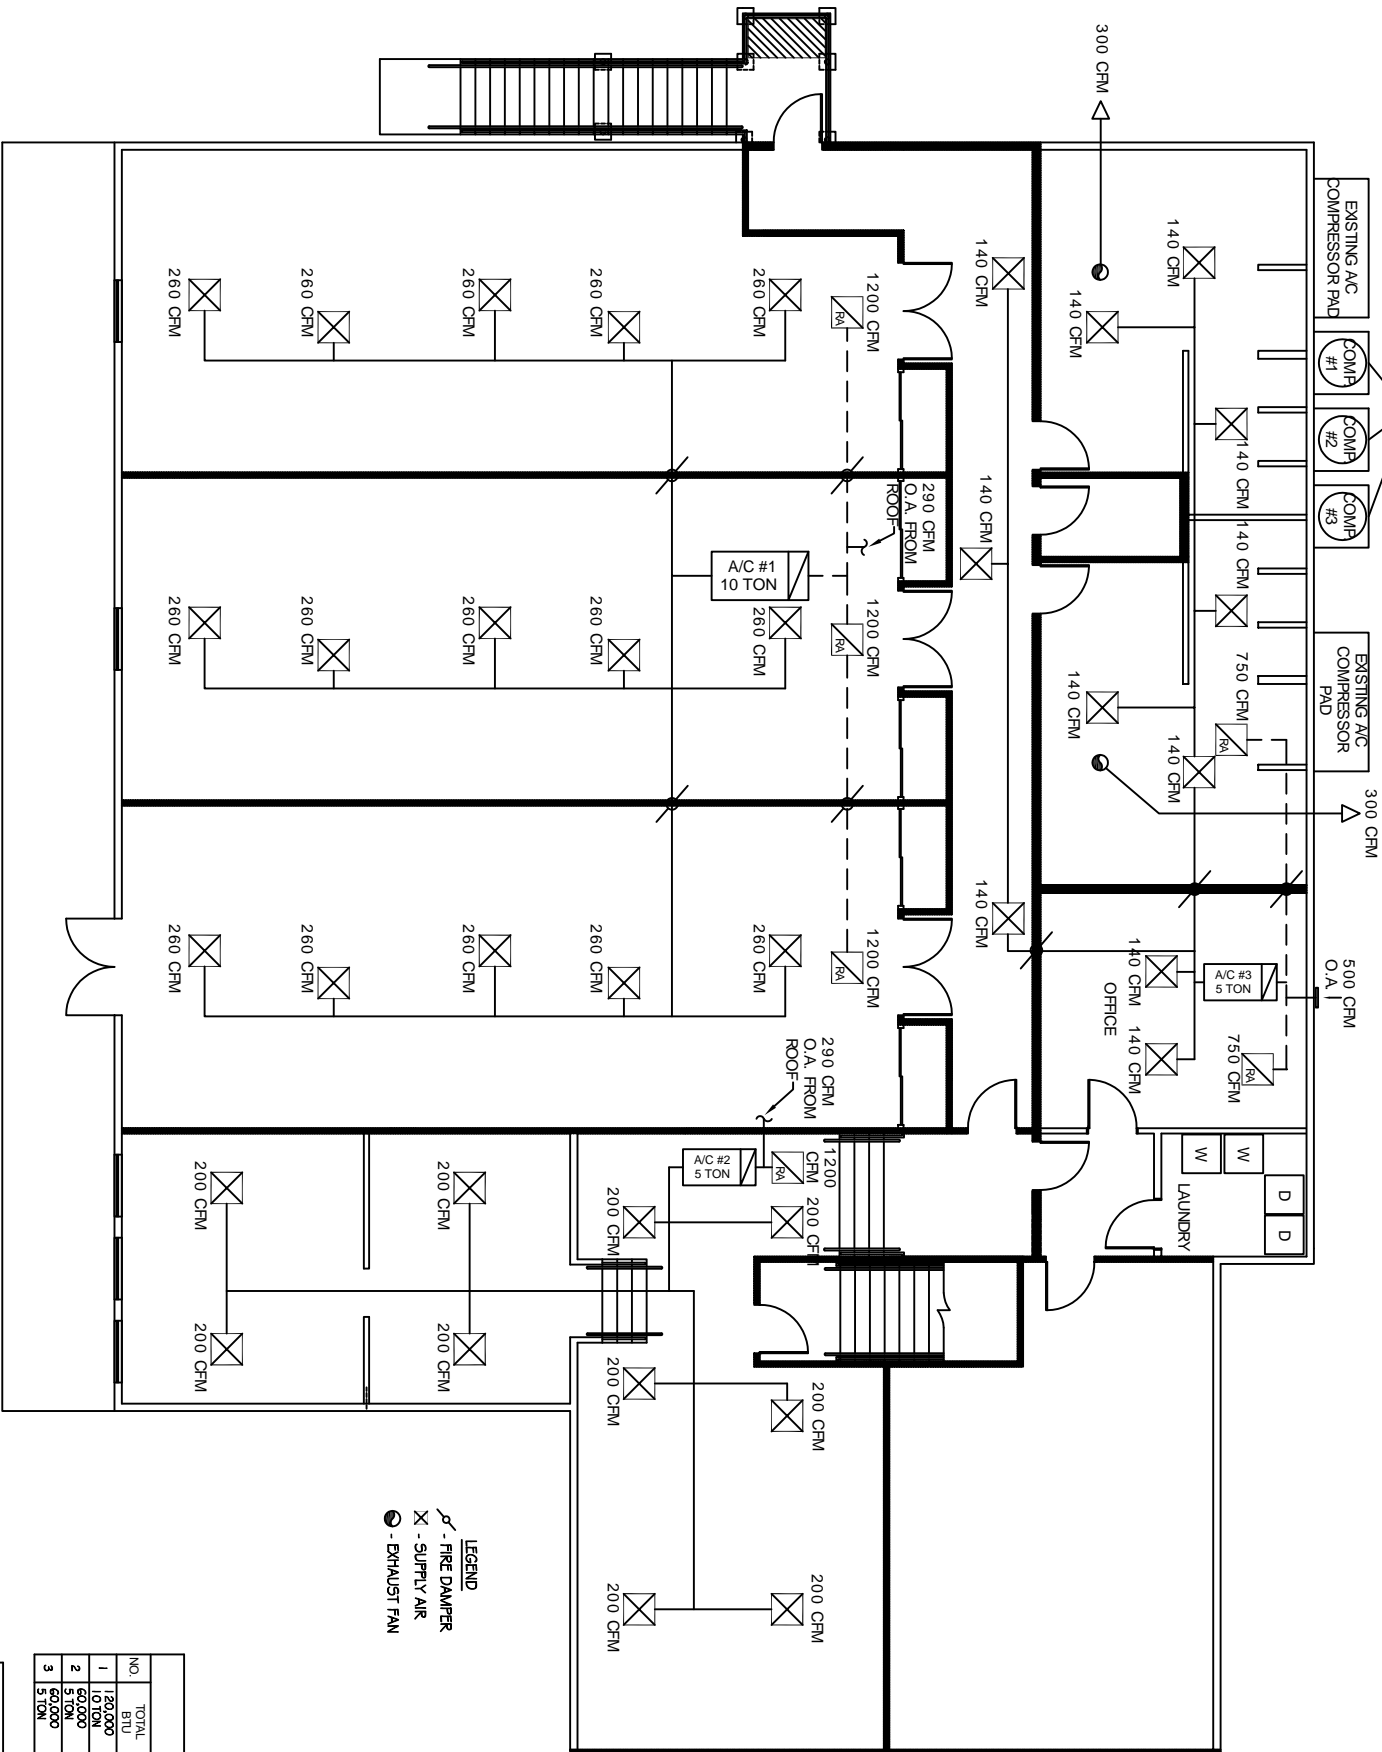 300 CFM
EXISTING A/C
COMPRESSOR PAD
COMP.
#1
COMP.
#2
COMP.
#3
EXISTING A/C
COMPRESSOR
PAD
300 CFM
140 CFM
140 CFM
140 CFM
140 CFM
750 CFM
RA
140 CFM
140 CFM
500 CFM
O.A.
A/C #3
5 TON
140 CFM
140 CFM
OFFICE
750 CFM
RA
W
W
D
D
LAUNDRY
140 CFM
140 CFM
140 CFM
1200 CFM
RA
260 CFM
260 CFM
260 CFM
260 CFM
260 CFM
290 CFM
O.A. FROM
ROOF
A/C #1
10 TON
1200 CFM
RA
260 CFM
260 CFM
260 CFM
260 CFM
260 CFM
1200 CFM
RA
260 CFM
260 CFM
260 CFM
260 CFM
260 CFM
290 CFM
O.A. FROM
ROOF
A/C #2
5 TON
1200
CFM
RA
200 CFM
200 CFM
200 CFM
200 CFM
200 CFM
200 CFM
200 CFM
200 CFM
200 CFM
200 CFM
LEGEND
- FIRE DAMPER
- SUPPLY AIR
- EXHAUST FAN
NO. TOTAL BTU
1 120,000 10 TON
2 60,000 5 TON
3 60,000 5 TON